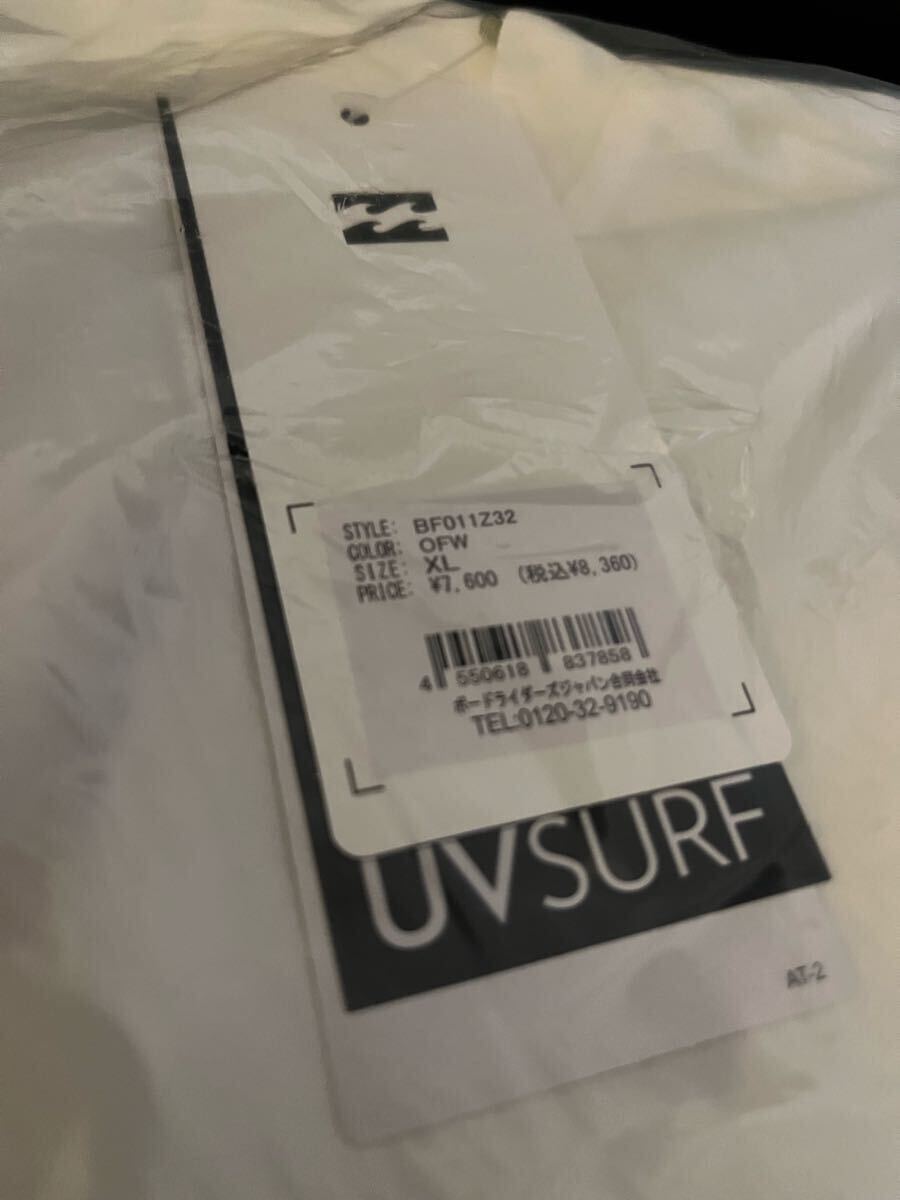 STYLE: BF011Z32
COLOR: OFW
SIZE: XL
PRICE: ¥7,600 (税込¥8,360)
4 550618 837858
ボードライダーズジャパン合同会社
TEL:0120-32-9190
UVSURF
AT-2